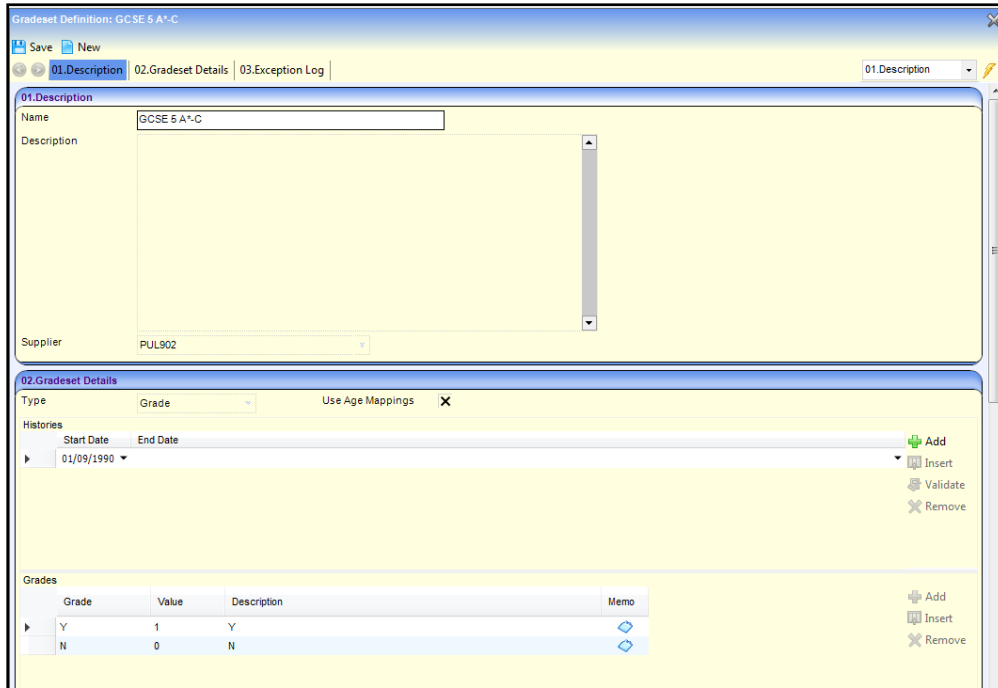 Gradeset Definition: GCSE 5 A*-C
Save New
01.Description 02.Gradeset Details 03.Exception Log 01.Description
01.Description
Name GCSE 5 A*-C
Description
Supplier PUL902
02.Gradeset Details
Type Grade Use Age Mappings
Histories
Start Date End Date Add
01/09/1990 Insert
Validate
Remove
Grades
Grade Value Description Memo Add
Y 1 Y Insert
N 0 N Remove